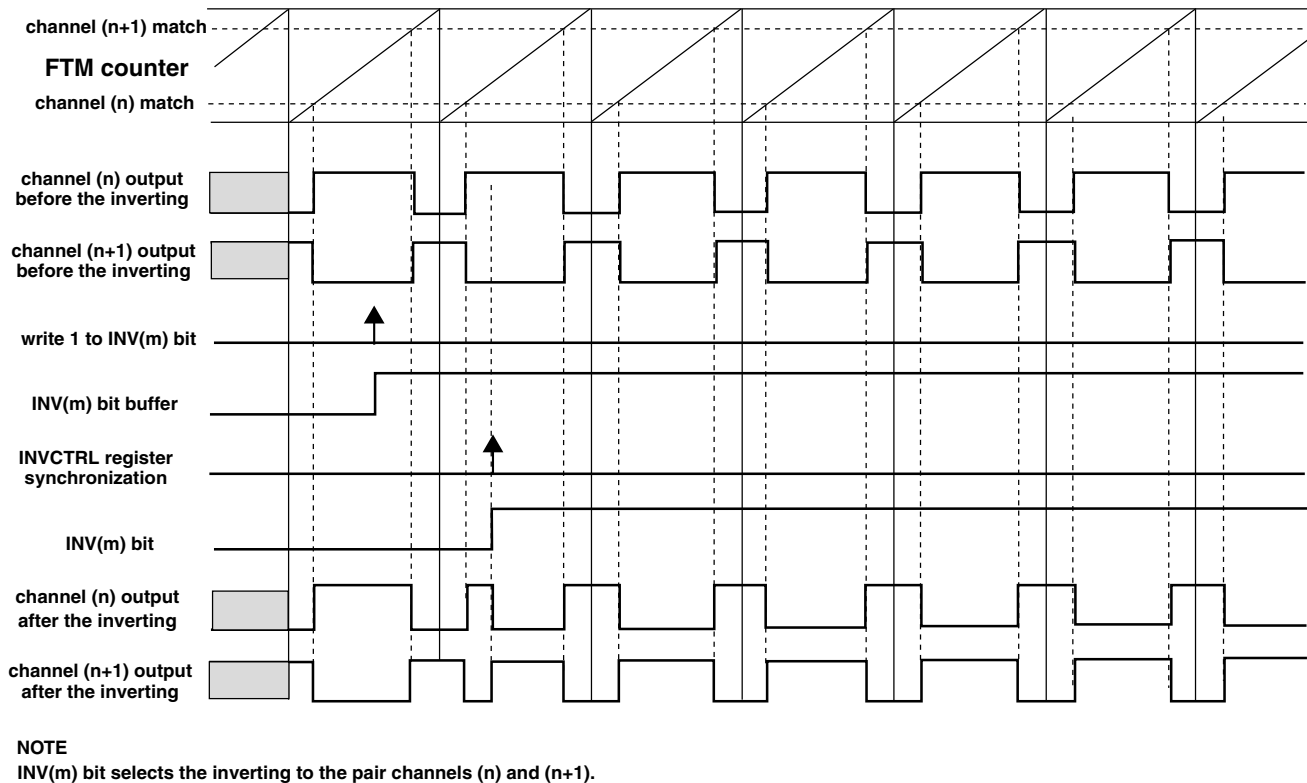 channel (n+1) match
FTM counter
channel (n) match
channel (n) output
before the inverting
channel (n+1) output
before the inverting
write 1 to INV(m) bit
INV(m) bit buffer
INVCTRL register
synchronization
INV(m) bit
channel (n) output
after the inverting
channel (n+1) output
after the inverting
NOTE
INV(m) bit selects the inverting to the pair channels (n) and (n+1).